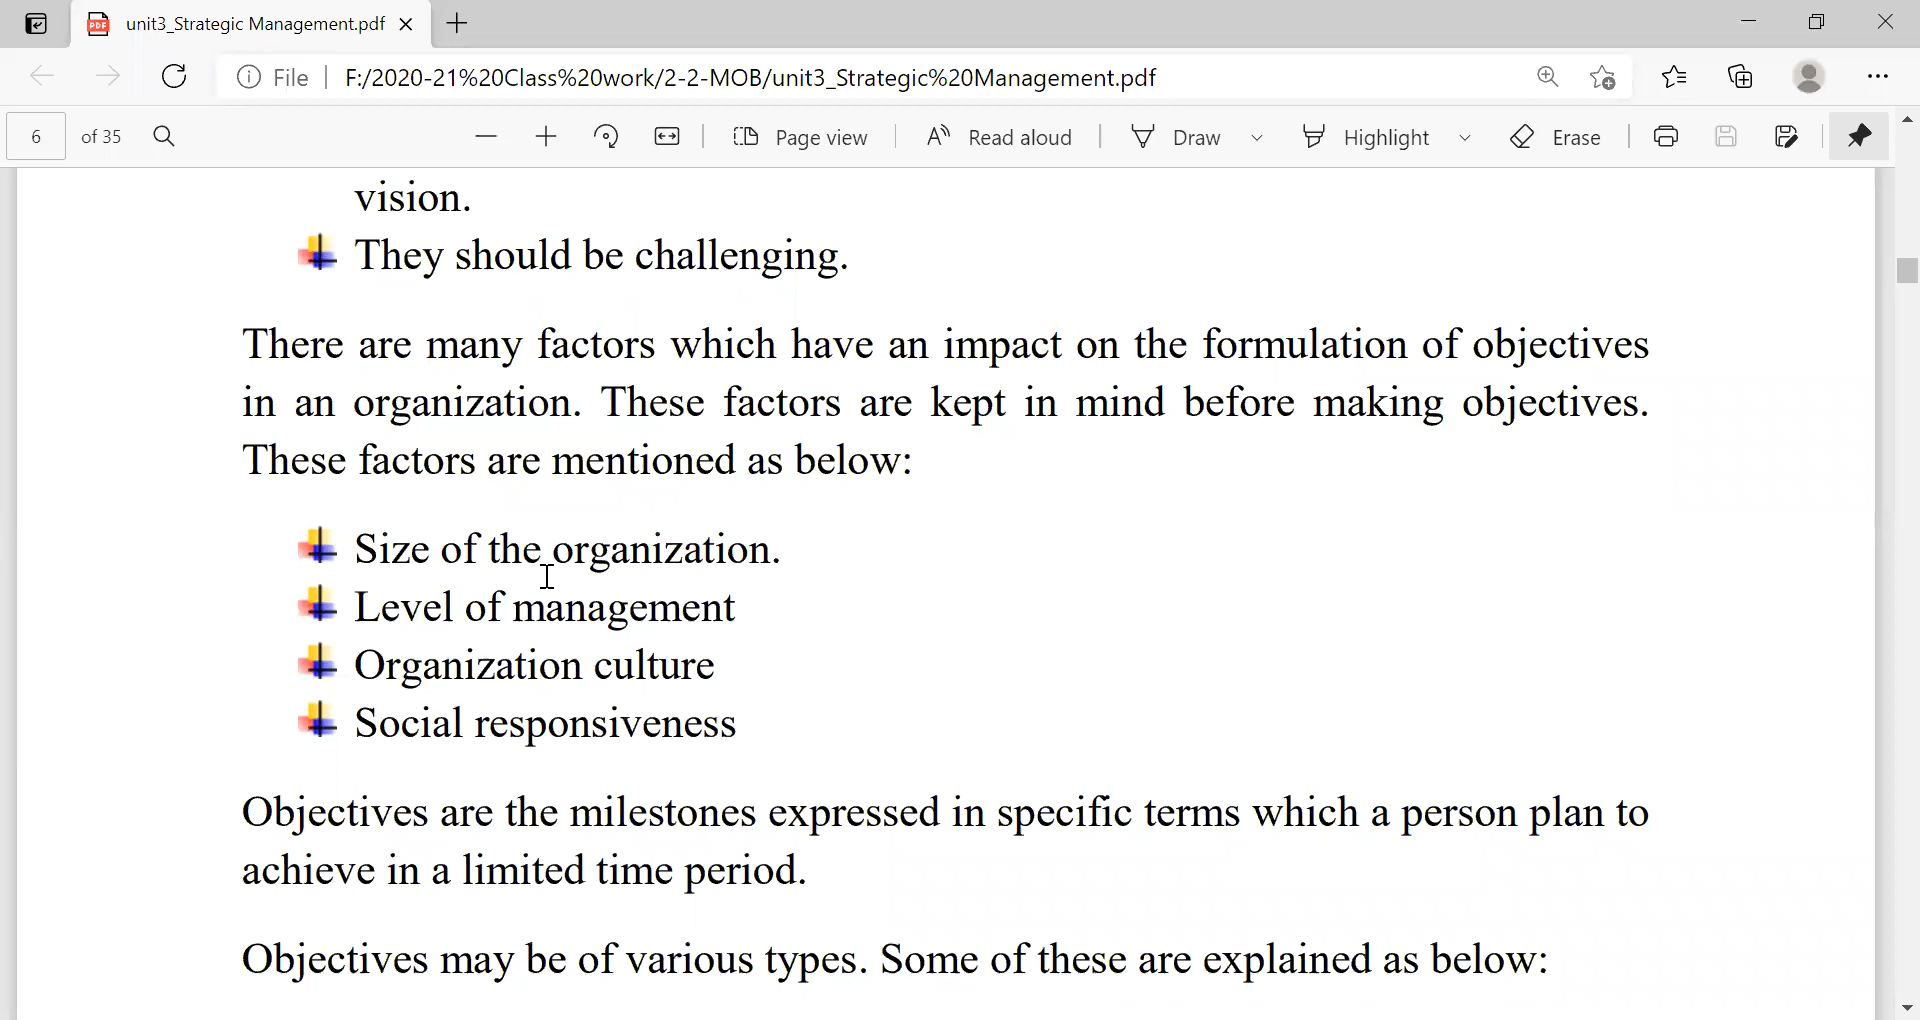 unit3_Strategic Management.pdf
File F:/2020-21%20Class%20work/2-2-MOB/unit3_Strategic%20Management.pdf
6 of 35 Page view Read aloud Draw Highlight Erase
vision.
They should be challenging.
There are many factors which have an impact on the formulation of objectives
in an organization. These factors are kept in mind before making objectives.
These factors are mentioned as below:
Size of the organization.
Level of management
Organization culture
Social responsiveness
Objectives are the milestones expressed in specific terms which a person plan to
achieve in a limited time period.
Objectives may be of various types. Some of these are explained as below: